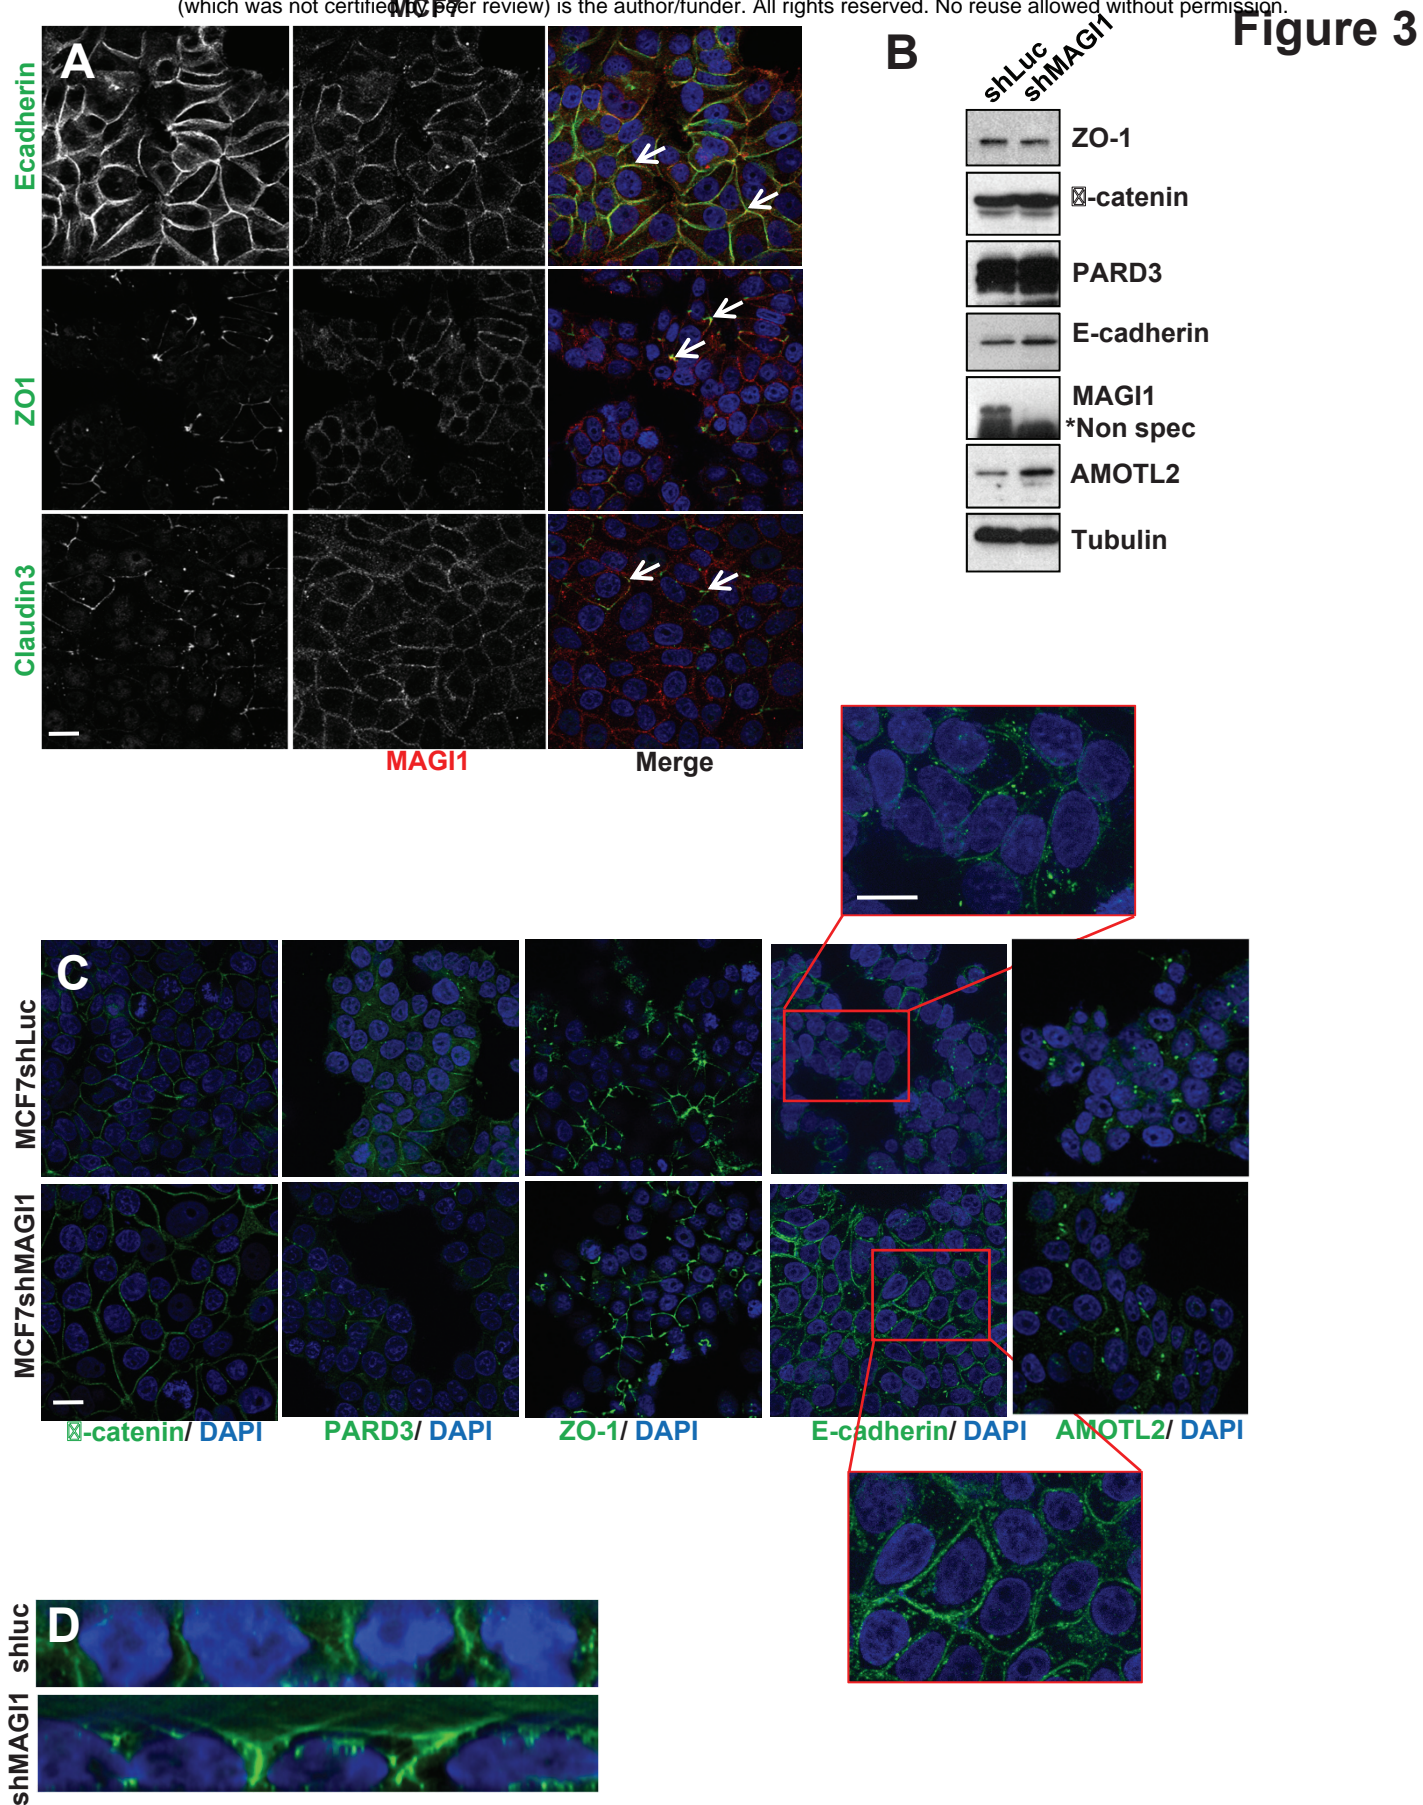 (which was not certified by peer review) is the author/funder. All rights reserved. No reuse allowed without permission.
MCF7
Figure 3
A
Ecadherin
ZO1
Claudin3
MAGI1
Merge
B
shLuc
shMAGI1
ZO-1
-catenin
PARD3
E-cadherin
MAGI1
*Non spec
AMOTL2
Tubulin
C
MCF7shLuc
MCF7shMAGI1
-catenin/ DAPI
PARD3/ DAPI
ZO-1/ DAPI
E-cadherin/ DAPI
AMOTL2/ DAPI
D
shluc
shMAGI1